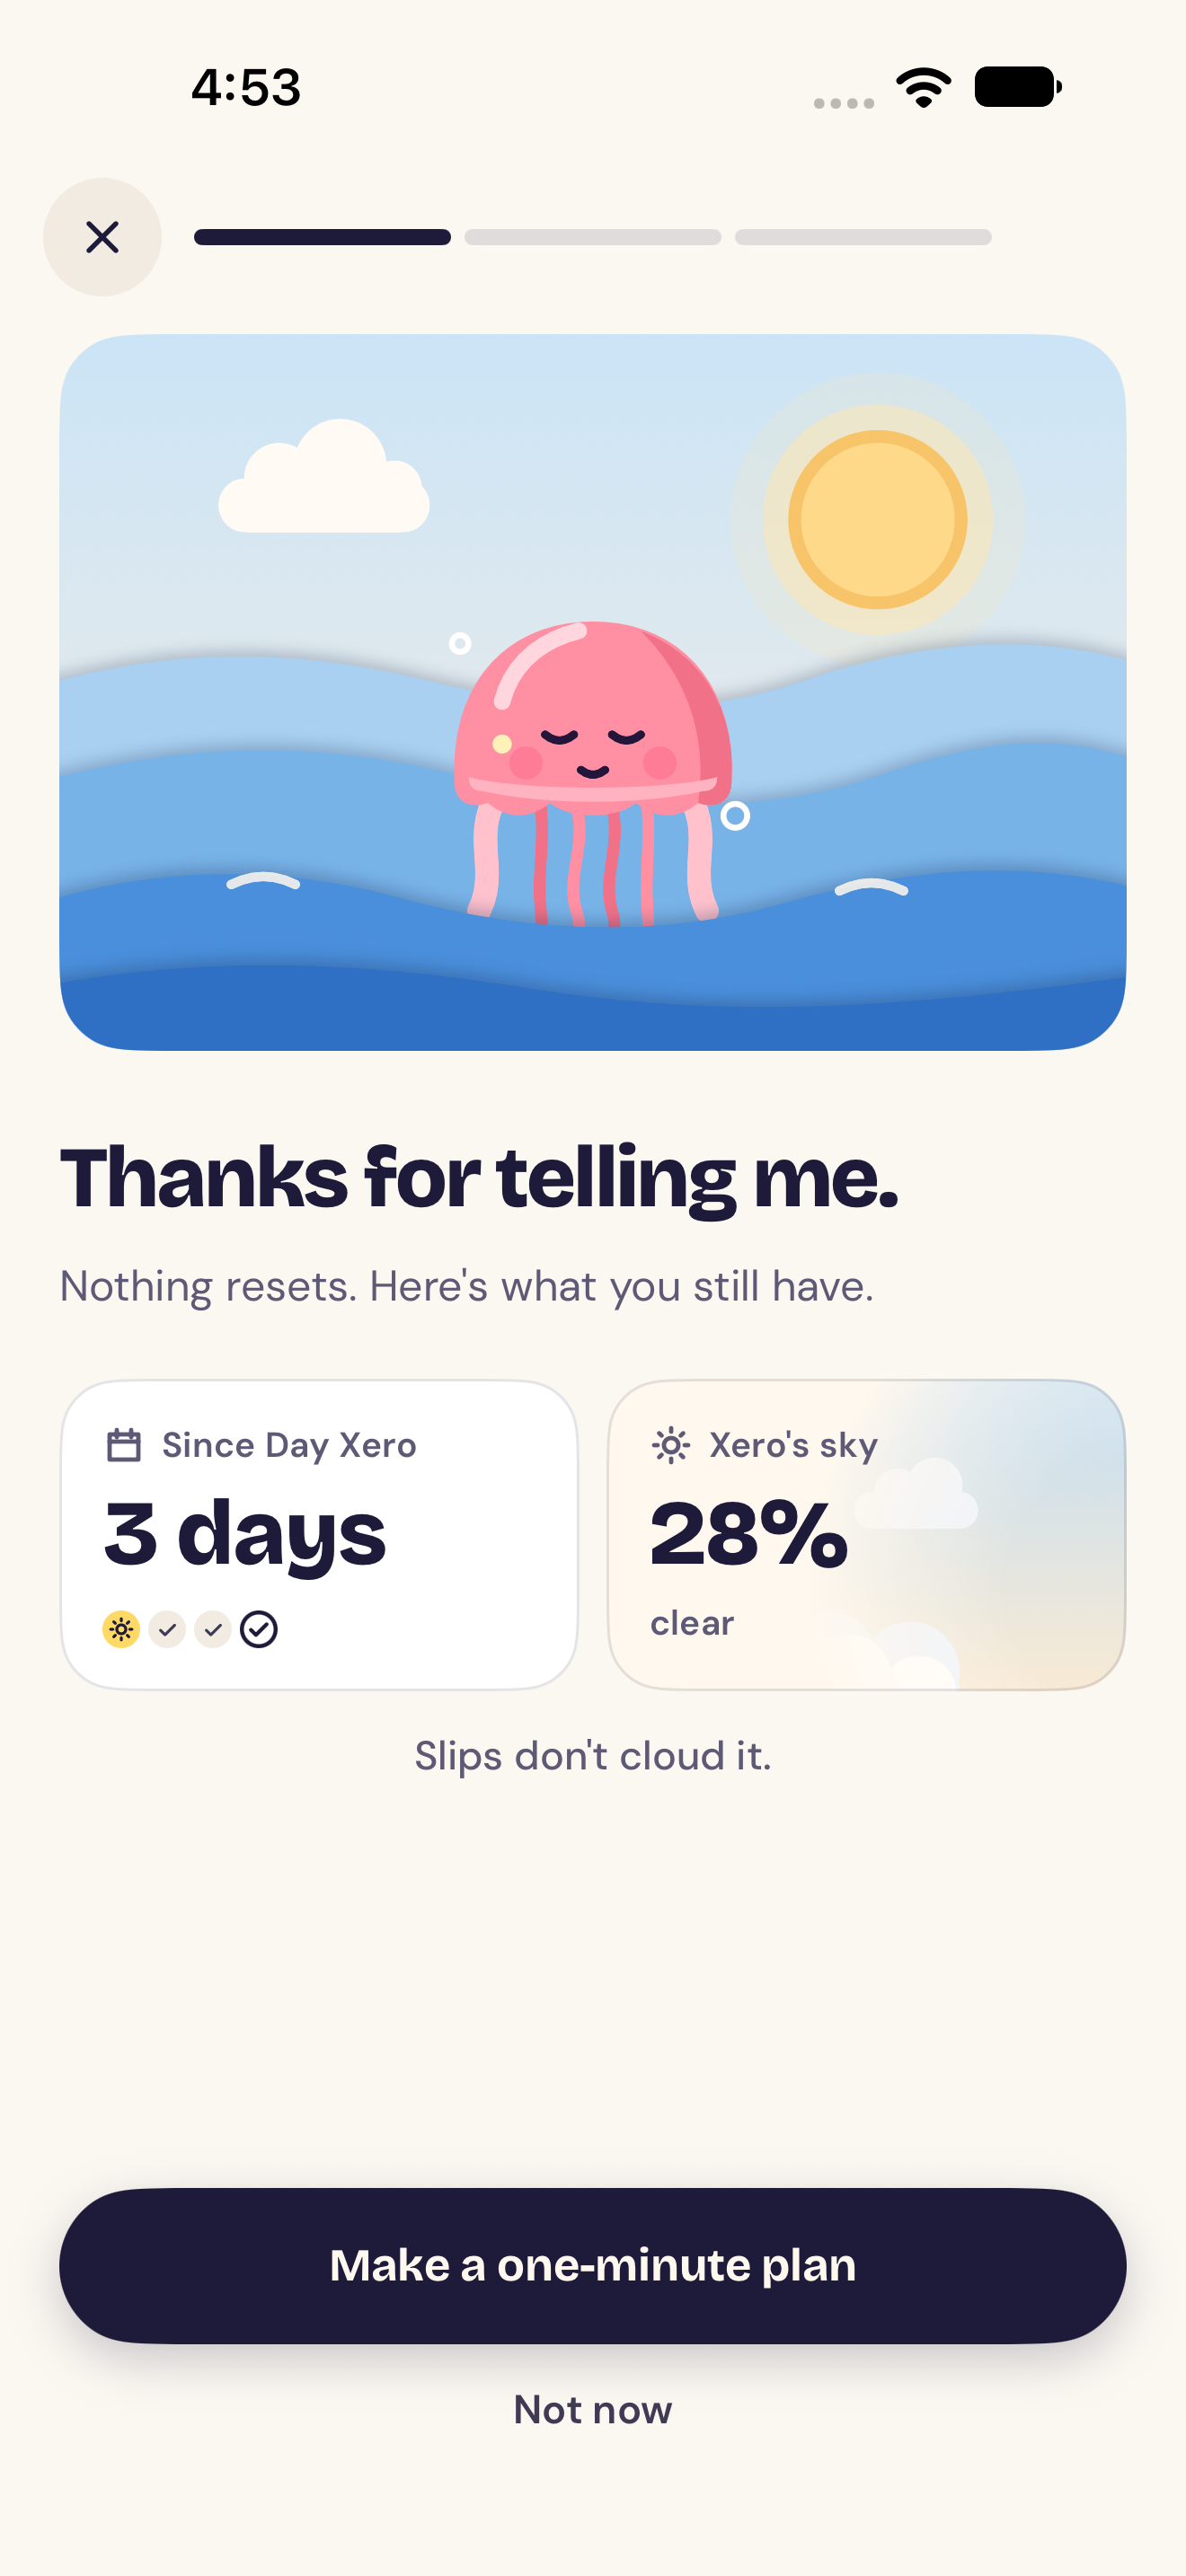 4:53
Thanks for telling me.
Nothing resets. Here's what you still have.
Since Day Xero
3 days
Xero's sky
28%
clear
Slips don't cloud it.
Make a one-minute plan
Not now